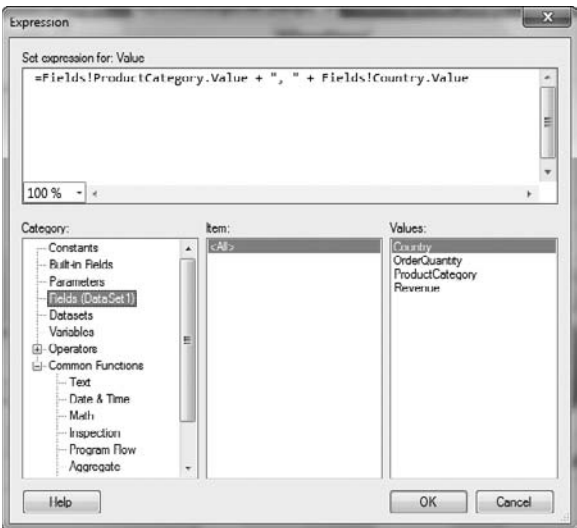 Expression
Set expression for: Value
=Fields!ProductCategory.Value + ", " + Fields!Country.Value
100 %
Category:
Item:
Values:
Constants
Built-in Fields
Parameters
Fields (DataSet1)
Datasets
Variables
Operators
Common Functions
Text
Date & Time
Math
Inspection
Program Flow
Aggregate
<All>
Country
OrderQuantity
ProductCategory
Revenue
Help
OK
Cancel